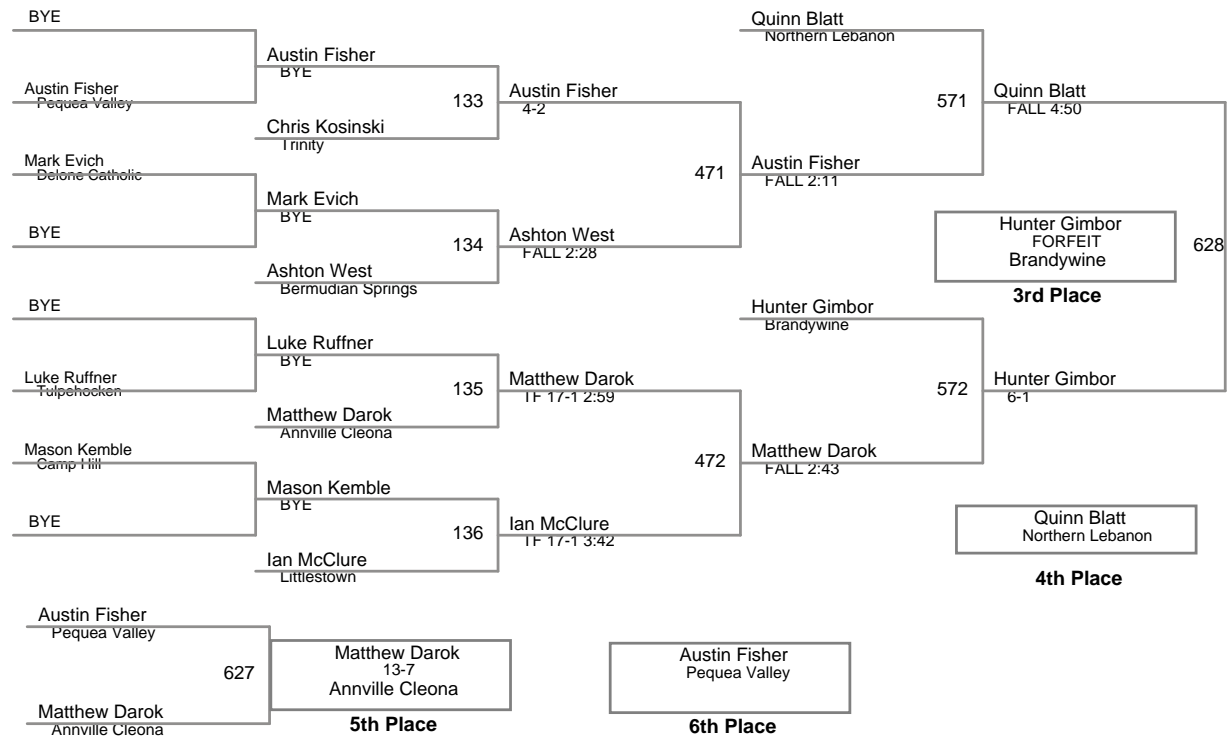 BYE
Austin Fisher
Pequea Valley
Mark Evich
Delone Catholic
BYE
BYE
Luke Ruffner
Tulpehocken
Mason Kemble
Camp Hill
BYE
Austin Fisher
BYE
133
Chris Kosinski
Trinity
Mark Evich
BYE
134
Ashton West
Bermudian Springs
Luke Ruffner
BYE
135
Matthew Darok
Annville Cleona
Mason Kemble
BYE
136
Ian McClure
Littlestown
Austin Fisher
4-2
471
Ashton West
FALL 2:28
Matthew Darok
TF 17-1 2:59
472
Ian McClure
TF 17-1 3:42
Quinn Blatt
Northern Lebanon
571
Austin Fisher
FALL 2:11
Hunter Gimbor
Brandywine
572
Matthew Darok
FALL 2:43
Quinn Blatt
FALL 4:50
628
Hunter Gimbor
6-1
Hunter Gimbor
FORFEIT
Brandywine
3rd Place
Quinn Blatt
Northern Lebanon
4th Place
Austin Fisher
Pequea Valley
627
Matthew Darok
Annville Cleona
Matthew Darok
13-7
Annville Cleona
5th Place
Austin Fisher
Pequea Valley
6th Place